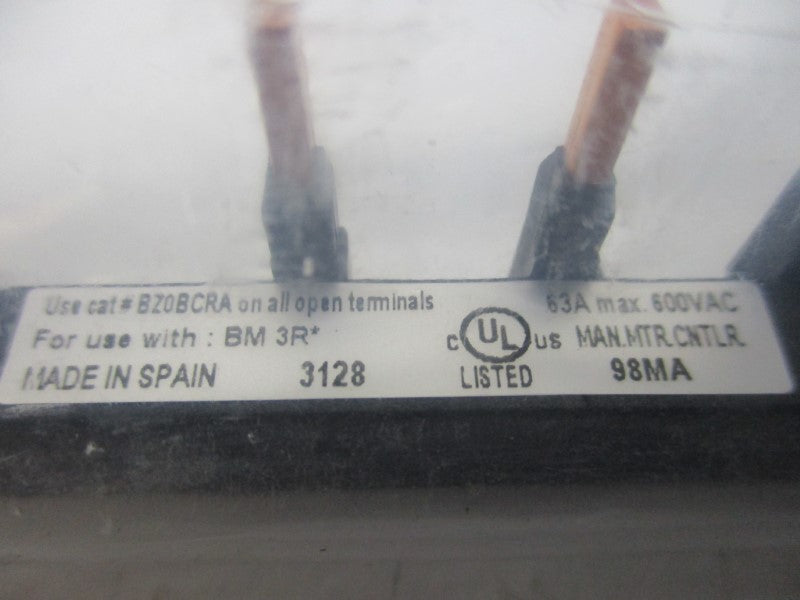 Use cat # BZ0BCRA on all open terminals
For use with : BM 3R*
MADE IN SPAIN 3128
C UL US
LISTED
63A max. 600VAC
MAN.MTR.CNTLR.
98MA